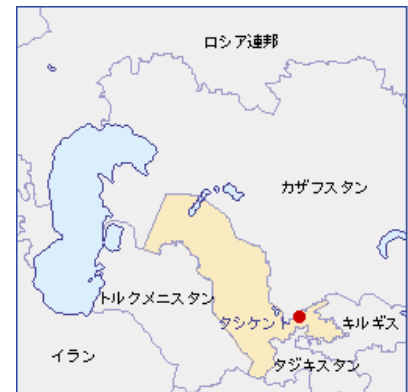 ロシア連邦
カザフスタン
トルクメニスタン
タシケント
キルギス
イラン
タジキスタン